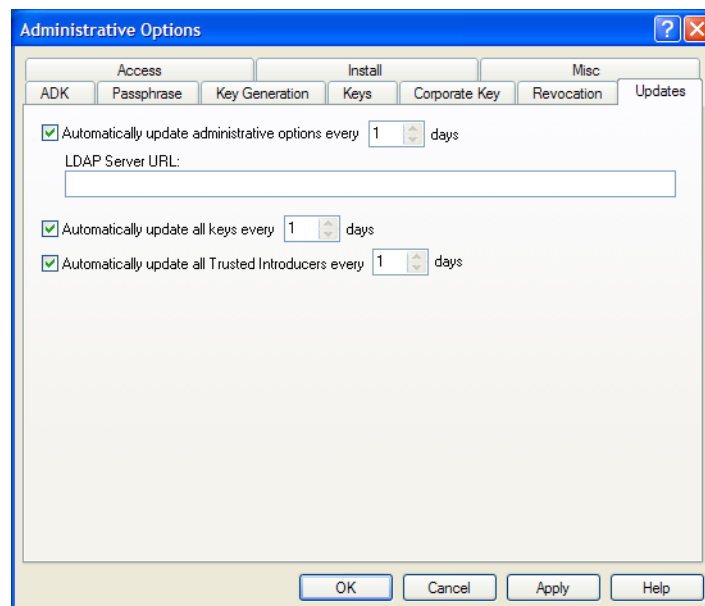 Administrative Options
Access Install Misc
ADK Passphrase Key Generation Keys Corporate Key Revocation Updates
Automatically update administrative options every 1 days
LDAP Server URL:
Automatically update all keys every 1 days
Automatically update all Trusted Introducers every 1 days
OK Cancel Apply Help